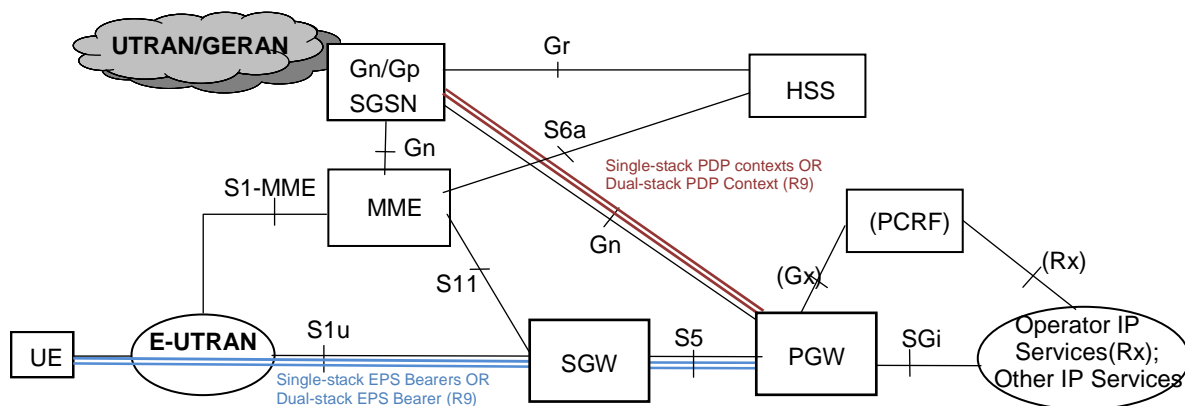 UTRAN/GERAN
Gn/Gp
SGSN
Gr
HSS
S6a
Gn
Single-stack PDP contexts OR
Dual-stack PDP Context (R9)
S1-MME
MME
Gn
(PCRF)
(Gx)
(Rx)
S11
UE
E-UTRAN
S1u
SGW
S5
PGW
SGi
Operator IP
Services(Rx);
Other IP Services
Single-stack EPS Bearers OR
Dual-stack EPS Bearer (R9)